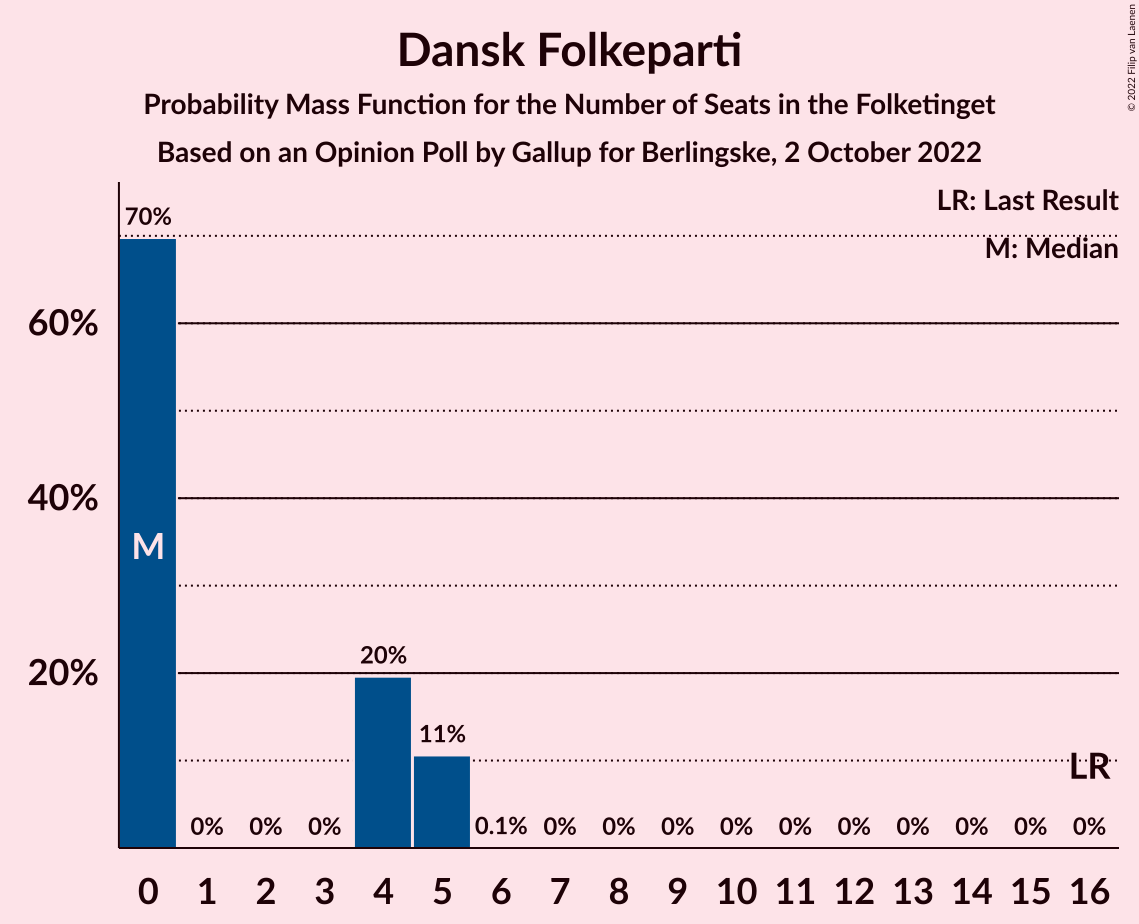 Dansk Folkeparti
Probability Mass Function for the Number of Seats in the Folketinget
Based on an Opinion Poll by Gallup for Berlingske, 2 October 2022
© 2022 Filip van Laenen
LR: Last Result
M: Median
70%
60%
40%
M
20%
20%
11%
LR
0% 0% 0% 0.1% 0% 0% 0% 0% 0% 0% 0% 0% 0% 0%
0 1 2 3 4 5 6 7 8 9 10 11 12 13 14 15 16